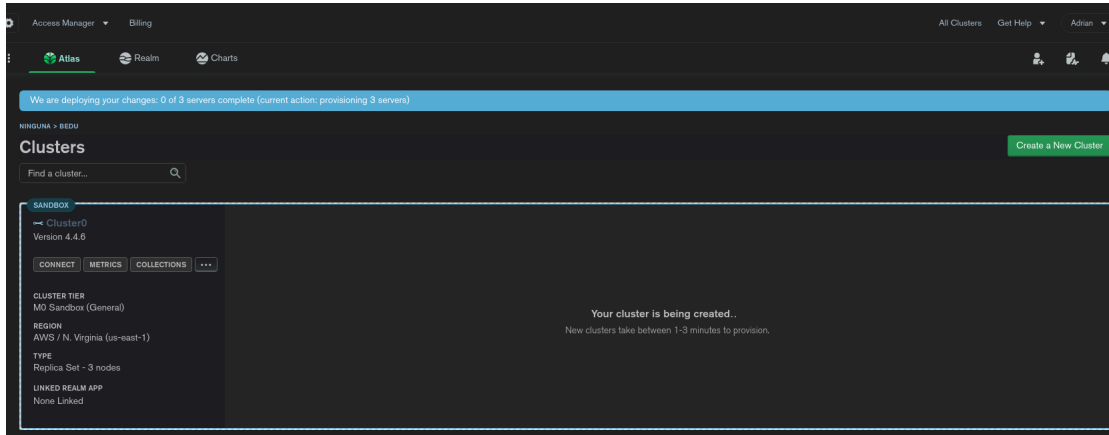 Access Manager Billing All Clusters Get Help Adrian
Atlas Realm Charts
We are deploying your changes: 0 of 3 servers complete (current action: provisioning 3 servers)
NINGUNA > BEDU
Clusters
Create a New Cluster
Find a cluster...
SANDBOX
Cluster0
Version 4.4.6
CONNECT METRICS COLLECTIONS ...
CLUSTER TIER
M0 Sandbox (General)
REGION
AWS / N. Virginia (us-east-1)
TYPE
Replica Set - 3 nodes
LINKED REALM APP
None Linked
Your cluster is being created..
New clusters take between 1-3 minutes to provision.